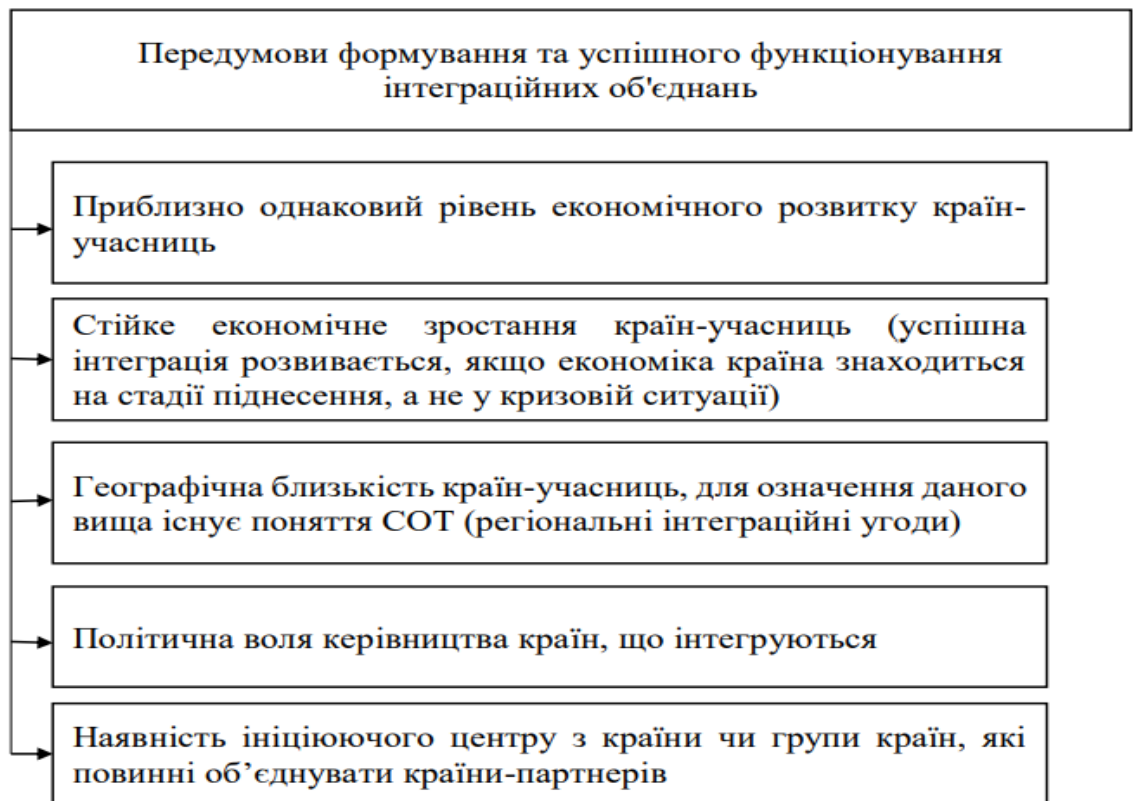 Передумови формування та успішного функціонування
інтеграційних об'єднань
Приблизно однаковий рівень економічного розвитку країн-
учасниць
Стійке економічне зростання країн-учасниць (успішна
інтеграція розвивається, якщо економіка країна знаходиться
на стадії піднесення, а не у кризовій ситуації)
Географічна близькість країн-учасниць, для означення даного
вища існує поняття СОТ (регіональні інтеграційні угоди)
Політична воля керівництва країн, що інтегруються
Наявність ініціюючого центру з країни чи групи країн, які
повинні об’єднувати країни-партнерів